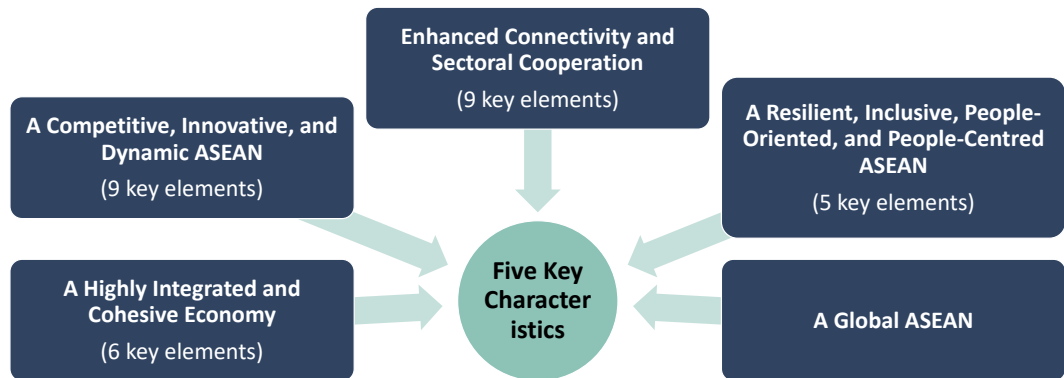 Enhanced Connectivity and
Sectoral Cooperation
(9 key elements)
A Competitive, Innovative, and
Dynamic ASEAN
(9 key elements)
A Resilient, Inclusive, People-
Oriented, and People-Centred
ASEAN
(5 key elements)
A Highly Integrated and
Cohesive Economy
(6 key elements)
Five Key
Character
istics
A Global ASEAN